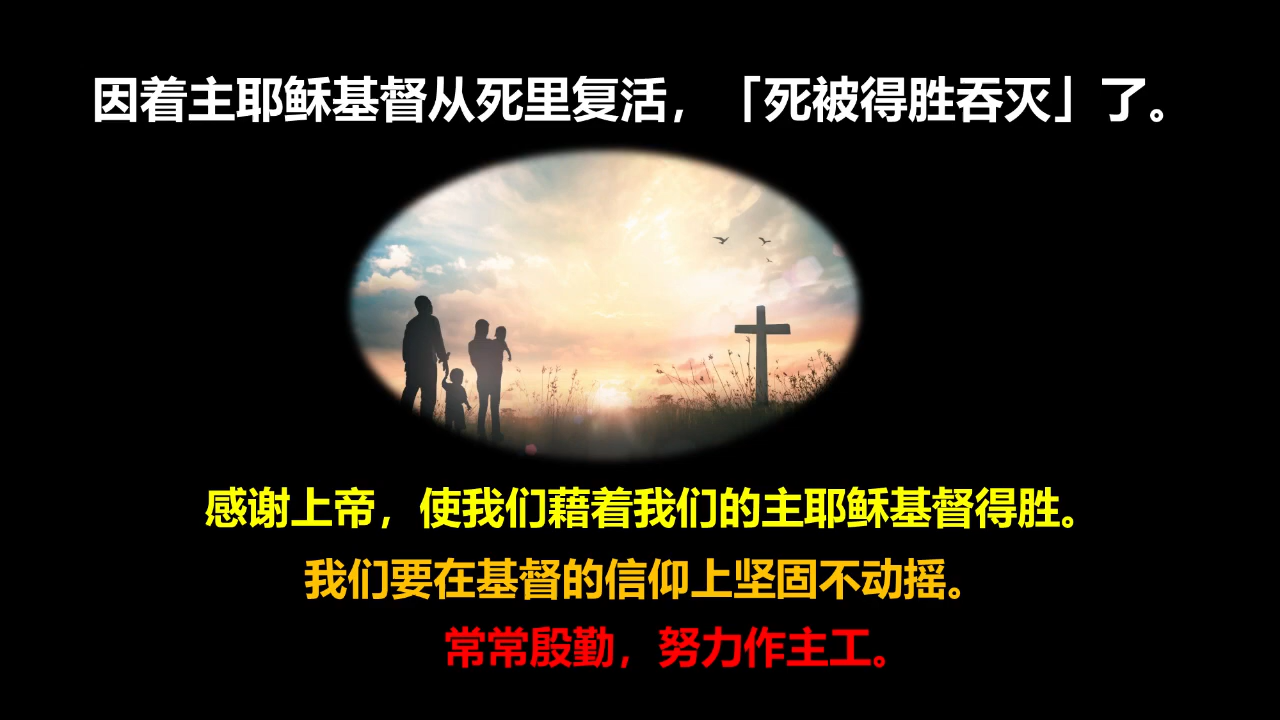 因着主耶稣基督从死里复活，「死被得胜吞灭」了。
感谢上帝，使我们藉着我们的主耶稣基督得胜。
我们要在基督的信仰上坚固不动摇。
常常殷勤，努力作主工。